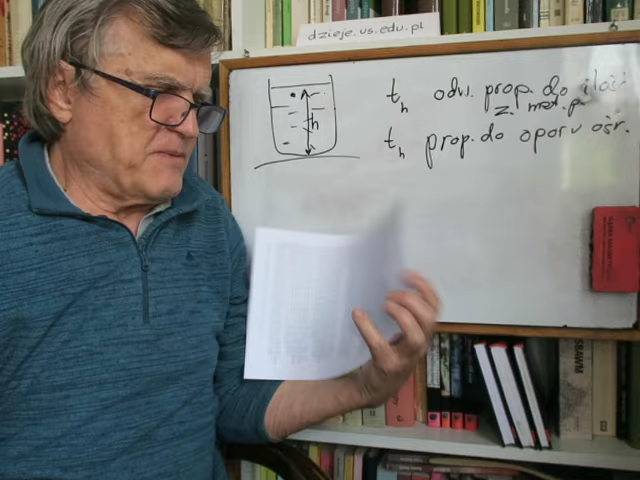 dzieje.us.edu.pl
h
t_h odw. prop. do ilości
z. mat. p.
t_h prop. do oporu ośr.